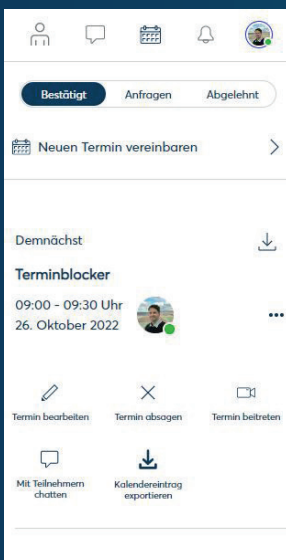 Bestätigt Anfragen Abgelehnt
Neuen Termin vereinbaren
Demnächst
Terminblocker
09:00 - 09:30 Uhr
26. Oktober 2022
Termin bearbeiten Termin absagen Termin beitreten
Mit Teilnehmern
chatten
Kalendereintrag
exportieren